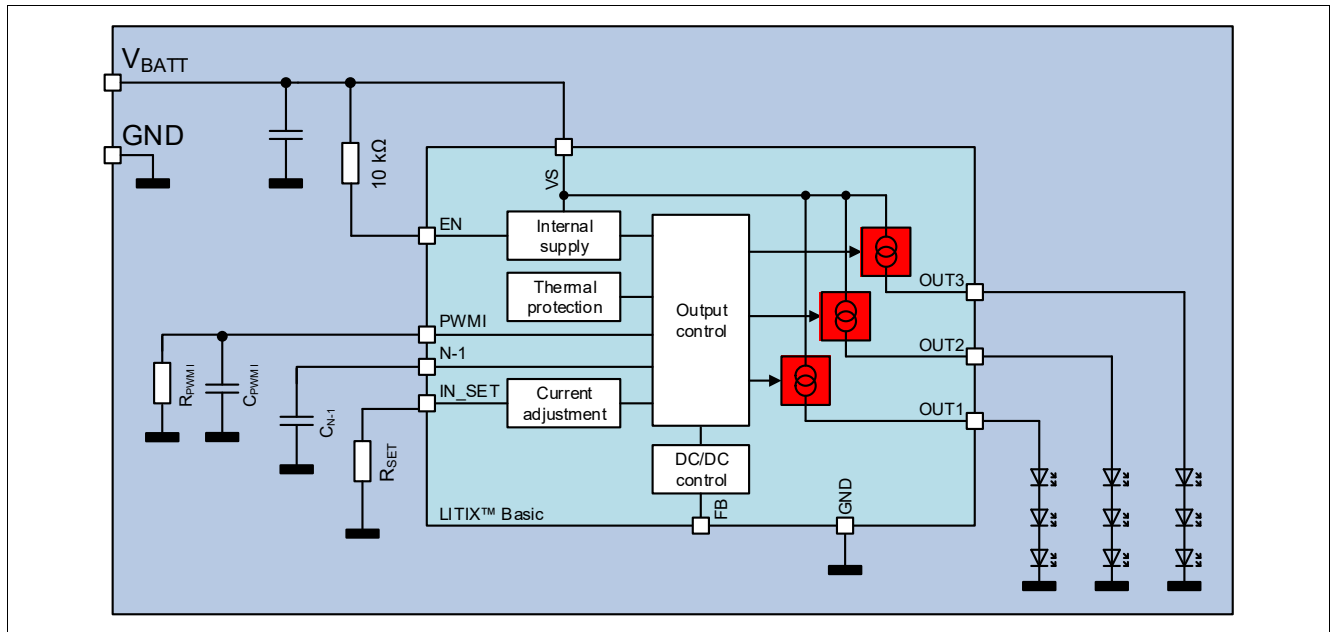 VBATT
GND
10 kΩ
VS
EN
Internal
supply
Thermal
protection
Output
control
OUT3
PWMI
OUT2
N-1
IN_SET
Current
adjustment
OUT1
RPWMI
CPWMI
CN-1
RSET
DC/DC
control
LITIX™ Basic
FB
GND